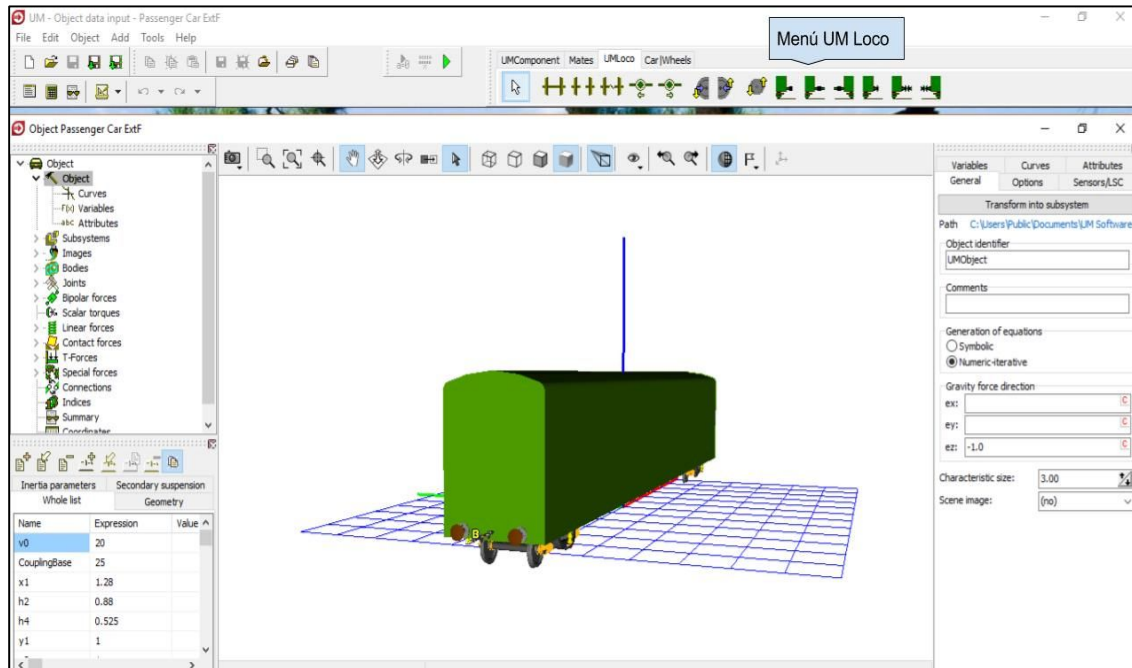 UM - Object data input - Passenger Car ExtF
File Edit Object Add Tools Help
Menú UM Loco
UMComponent Mates UMLoco Car|Wheels
Object Passenger Car ExtF
Object
Object
Curves
F(x) Variables
abc Attributes
Subsystems
Images
Bodies
Joints
Bipolar forces
Scalar torques
Linear forces
Contact forces
T-Forces
Special forces
Connections
Indices
Summary
Coordinates
Inertia parameters Secondary suspension
Whole list Geometry
Name Expression Value
v0 20
CouplingBase 25
x1 1.28
h2 0.88
h4 0.525
y1 1
Variables Curves Attributes
General Options Sensors/LSC
Transform into subsystem
Path C:\Users\Public\Documents\UM Software
Object identifier
UMObject
Comments
Generation of equations
Symbolic
Numeric-iterative
Gravity force direction
ex: C
ey: C
ez: -1.0 C
Characteristic size: 3.00
Scene image: (no)